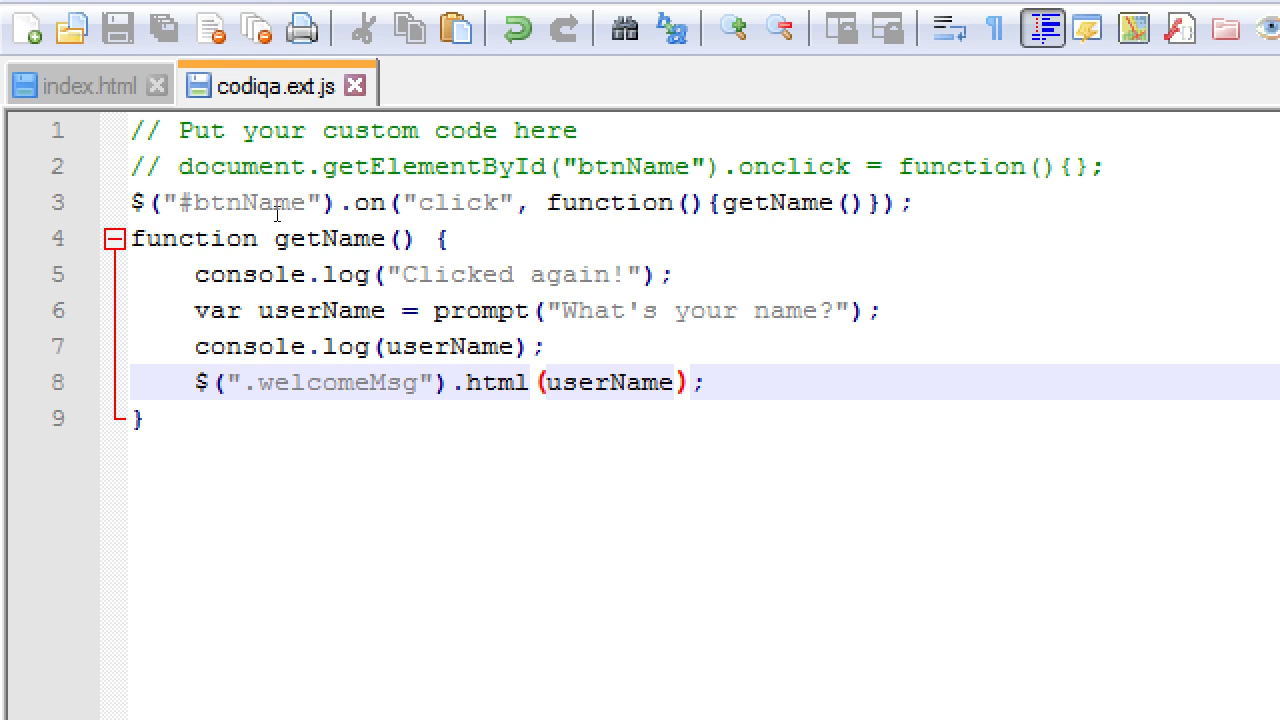 index.html codiqa.ext.js
1 // Put your custom code here
2 // document.getElementById("btnName").onclick = function(){};
3 $("#btnName").on("click", function(){getName()});
4 function getName() {
5 console.log("Clicked again!");
6 var userName = prompt("What's your name?");
7 console.log(userName);
8 $(".welcomeMsg").html(userName);
9 }